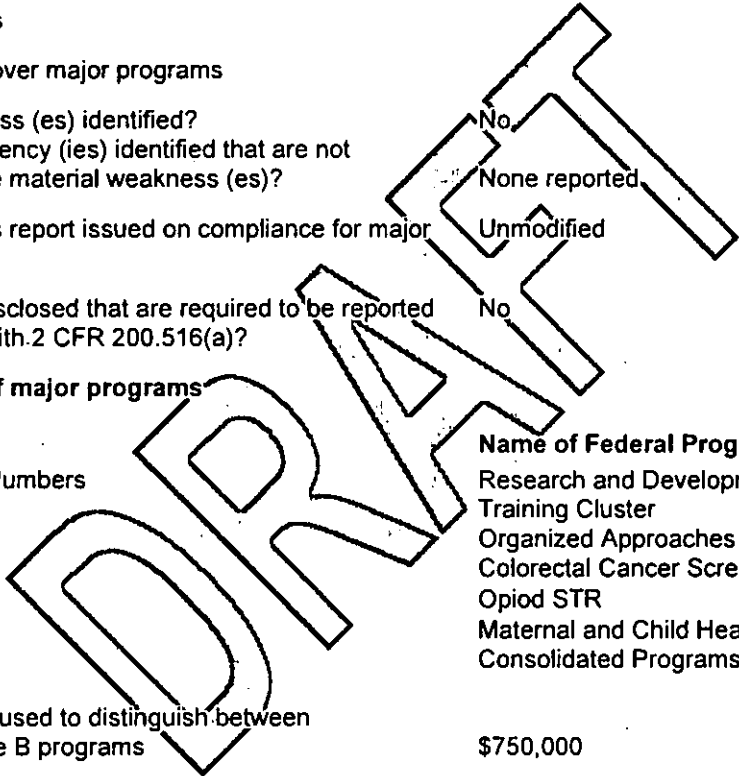 s
over major programs
ss (es) identified? No
ency (ies) identified that are not
e material weakness (es)? None reported
s report issued on compliance for major Unmodified
sclosed that are required to be reported No
ith 2 CFR 200.516(a)?
f major programs
Name of Federal Prog
Numbers Research and Developm
Training Cluster
Organized Approaches
Colorectal Cancer Scre
Opiod STR
Maternal and Child Hea
Consolidated Programs
used to distinguish between
e B programs $750,000
DRAFT